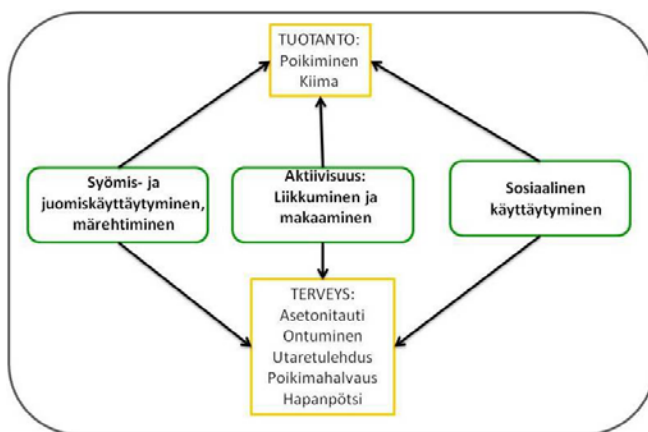 TUOTANTO:
Poikiminen
Kiima
Syömis- ja
juomiskäyttäytyminen,
märehtiminen
Aktiivisuus:
Liikkuminen ja
makaaminen
Sosiaalinen
käyttäytyminen
TERVEYS:
Asetonitauti
Ontuminen
Utaretulehdus
Poikimahalvaus
Hapanpötsi